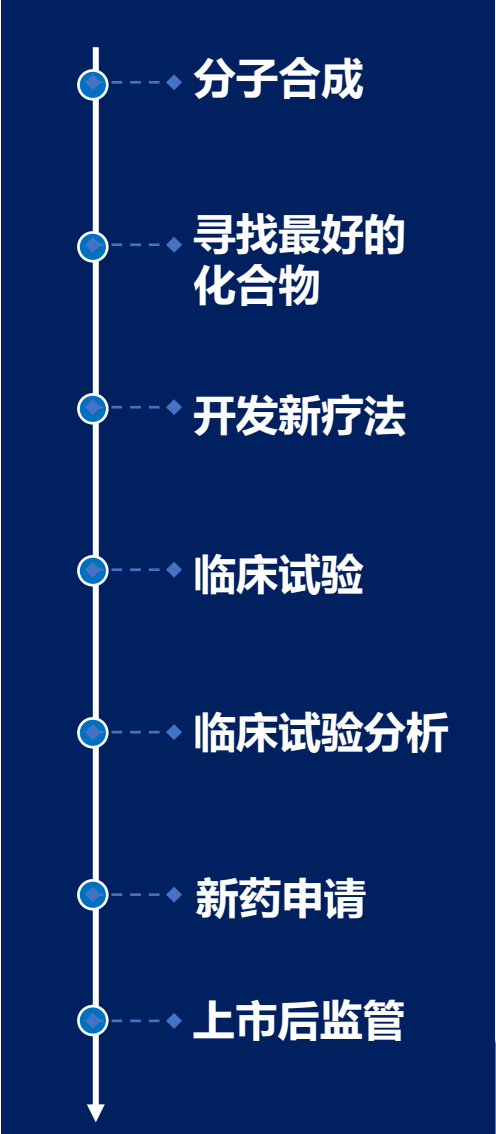 分子合成
寻找最好的
化合物
开发新疗法
临床试验
临床试验分析
新药申请
上市后监管